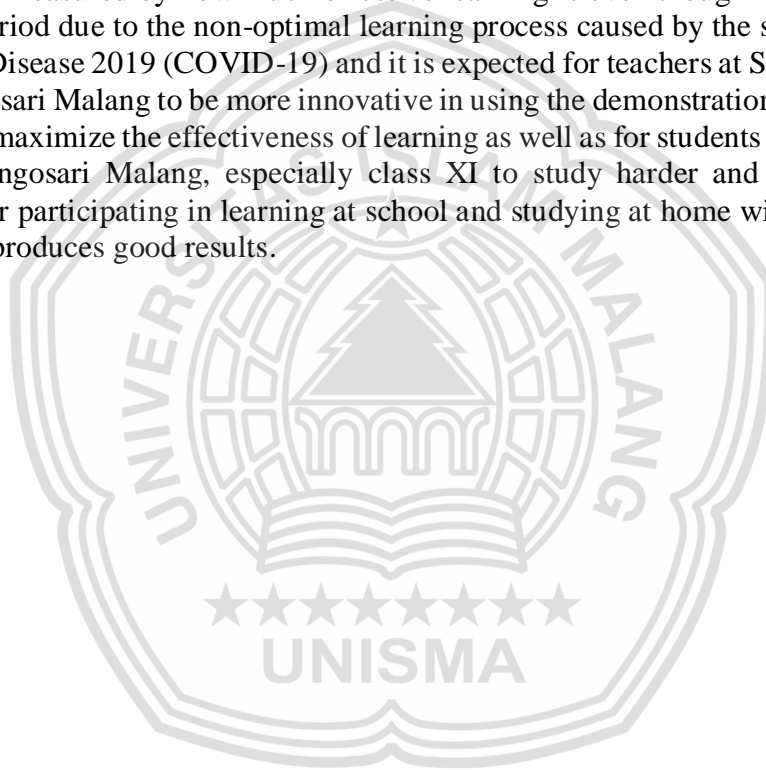 riod due to the non-optimal learning process caused by the s
Disease 2019 (COVID-19) and it is expected for teachers at S
sari Malang to be more innovative in using the demonstration
maximize the effectiveness of learning as well as for students
ngosari Malang, especially class XI to study harder and
r participating in learning at school and studying at home wi
produces good results.
UNIVERSITAS ISLAM MALANG
UNISMA